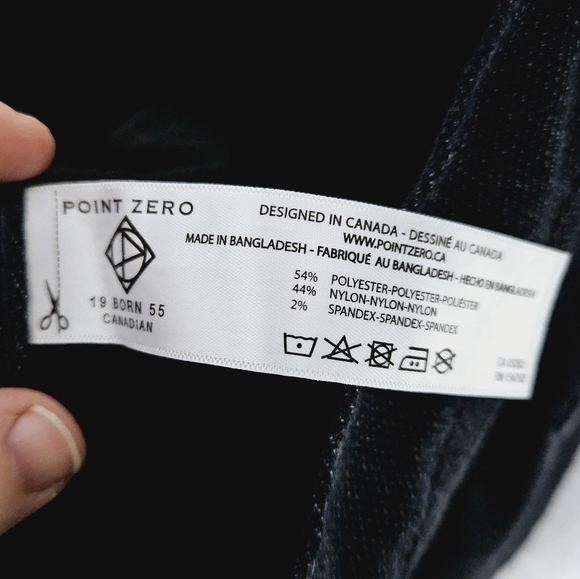 POINT ZERO
19 BORN 55
CANADIAN
DESIGNED IN CANADA - DESSINÉ AU CANADA
WWW.POINTZERO.CA
MADE IN BANGLADESH - FABRIQUÉ AU BANGLADESH - HECHO EN BANGLADESH
54% POLYESTER-POLYESTER-POLIÉSTER
44% NYLON-NYLON-NYLON
2% SPANDEX-SPANDEX-SPANDEX